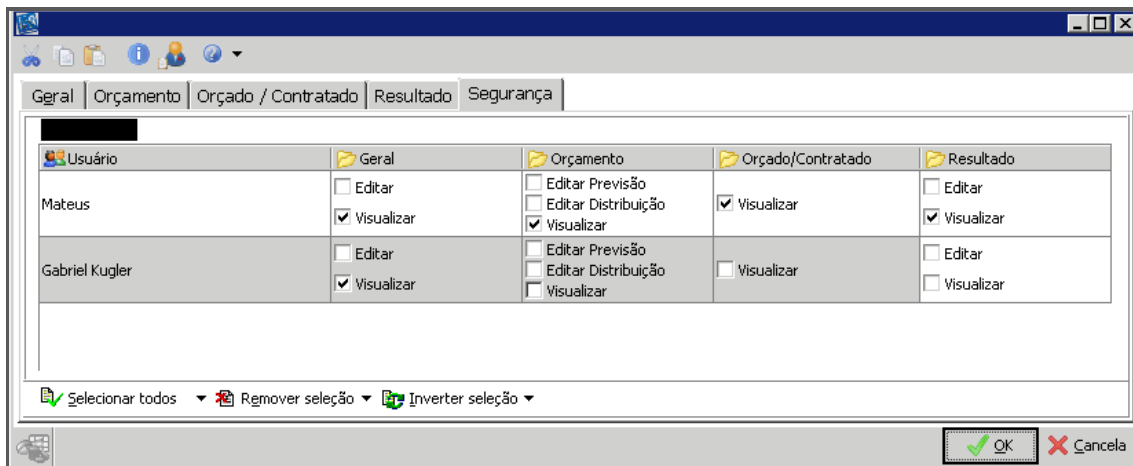 Geral Orçamento Orçado / Contratado Resultado Segurança
Usuário Geral Orçamento Orçado/Contratado Resultado
Mateus
Editar
Visualizar
Editar Previsão
Editar Distribuição
Visualizar
Visualizar
Editar
Visualizar
Gabriel Kugler
Editar
Visualizar
Editar Previsão
Editar Distribuição
Visualizar
Visualizar
Editar
Visualizar
Selecionar todos Remover seleção Inverter seleção
OK Cancela